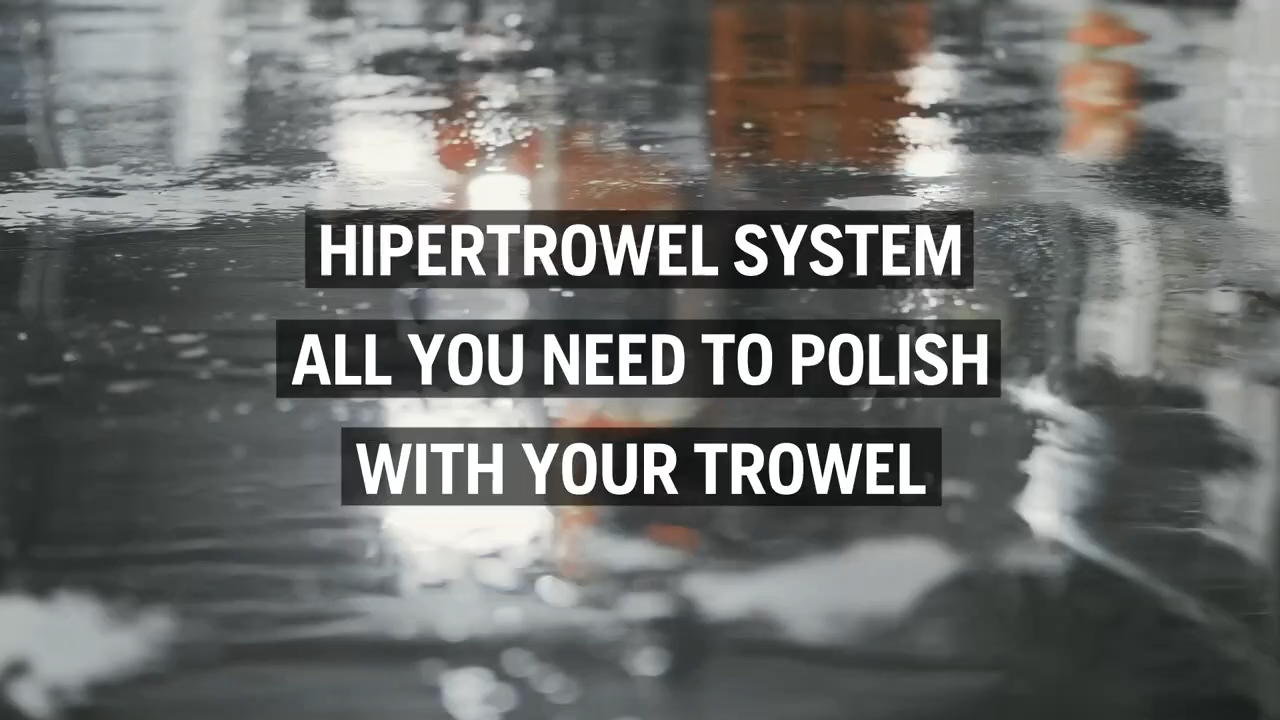 HIPERTROWEL SYSTEM
ALL YOU NEED TO POLISH
WITH YOUR TROWEL